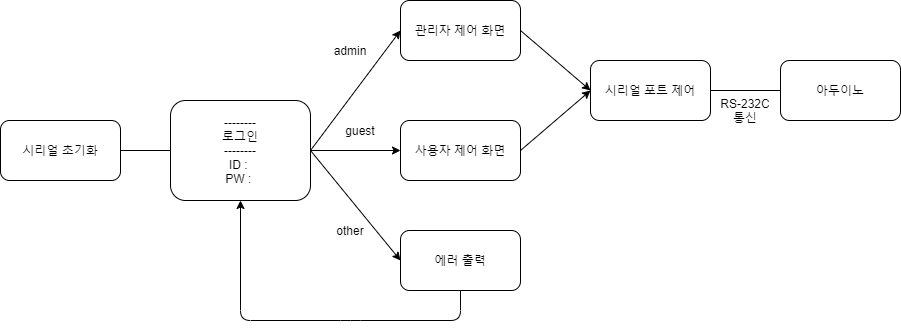 시리얼 초기화
--------
로그인
--------
ID :
PW :
admin
guest
other
관리자 제어 화면
사용자 제어 화면
에러 출력
시리얼 포트 제어
RS-232C
통신
아두이노